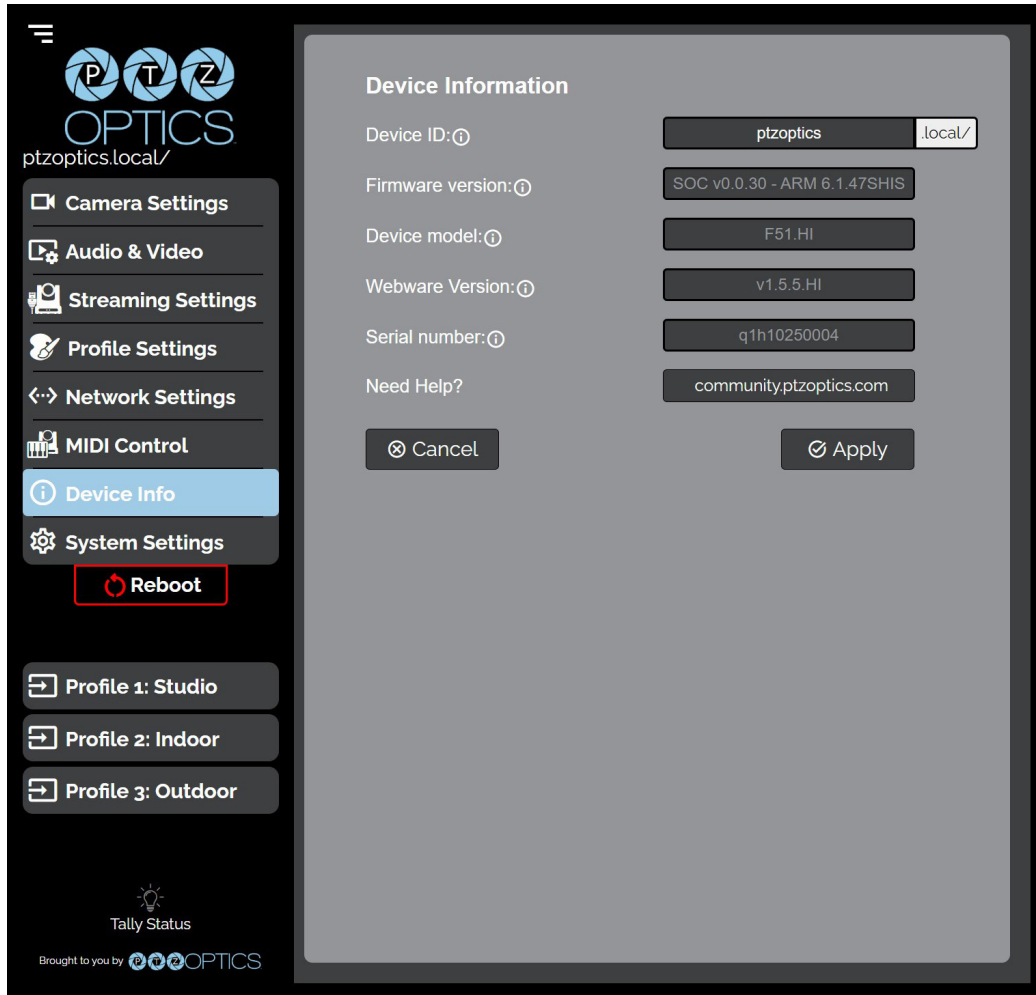 PTZ
OPTICS
ptzoptics.local/
Camera Settings
Audio & Video
Streaming Settings
Profile Settings
Network Settings
MIDI Control
Device Info
System Settings
Reboot
Profile 1: Studio
Profile 2: Indoor
Profile 3: Outdoor
Tally Status
Brought to you by PTZOPTICS
Device Information
Device ID: ptzoptics .local/
Firmware version: SOC v0.0.30 - ARM 6.1.47SHIS
Device model: F51.HI
Webware Version: v1.5.5.HI
Serial number: q1h10250004
Need Help? community.ptzoptics.com
Cancel Apply